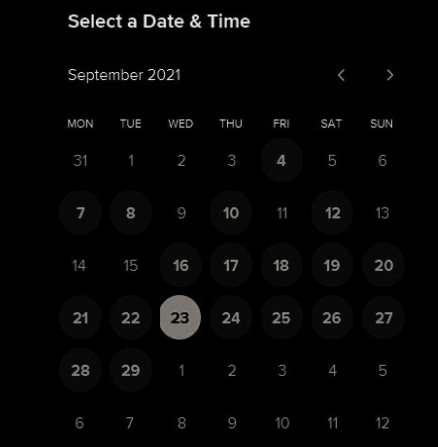 Select a Date & Time
September 2021
MON TUE WED THU FRI SAT SUN
31 1 2 3 4 5 6
7 8 9 10 11 12 13
14 15 16 17 18 19 20
21 22 23 24 25 26 27
28 29 1 2 3 4 5
6 7 8 9 10 11 12